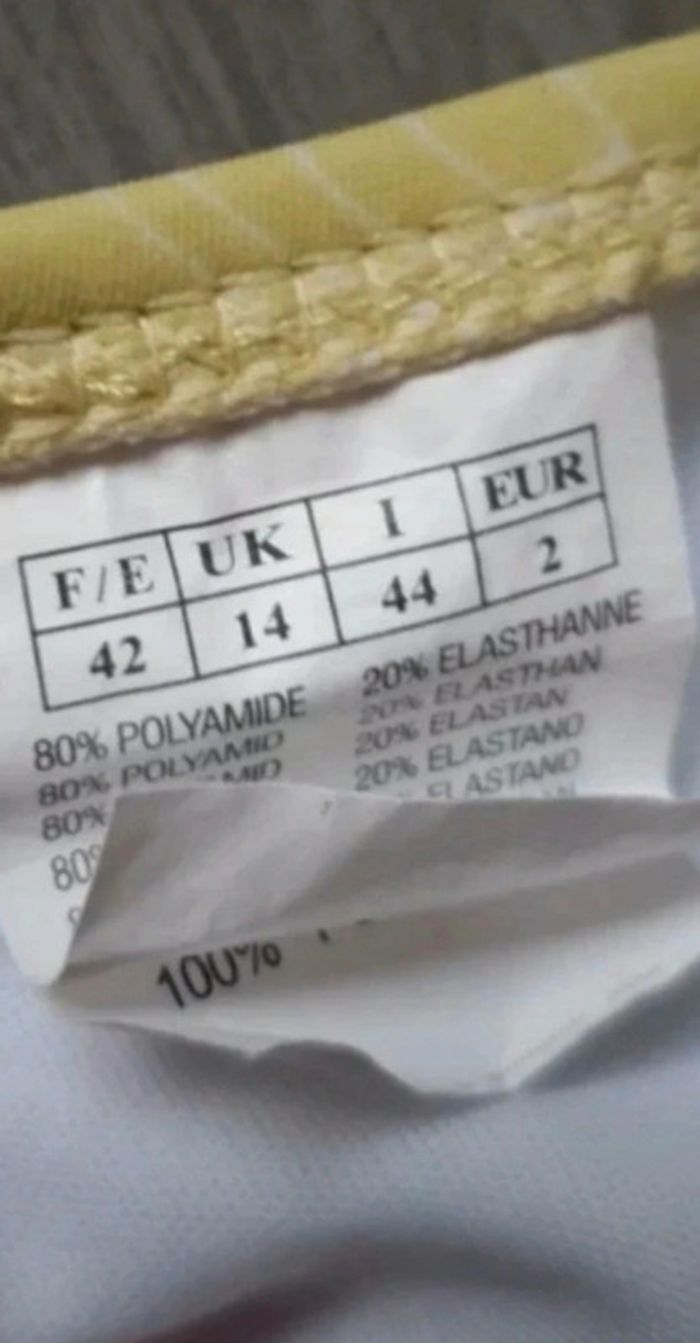 F/E UK I EUR
42 14 44 2
80% POLYAMIDE 20% ELASTHANNE
80% POLYAMID 20% ELASTHAN
80% 20% ELASTAN
20% ELASTANO
ELASTANO
100%